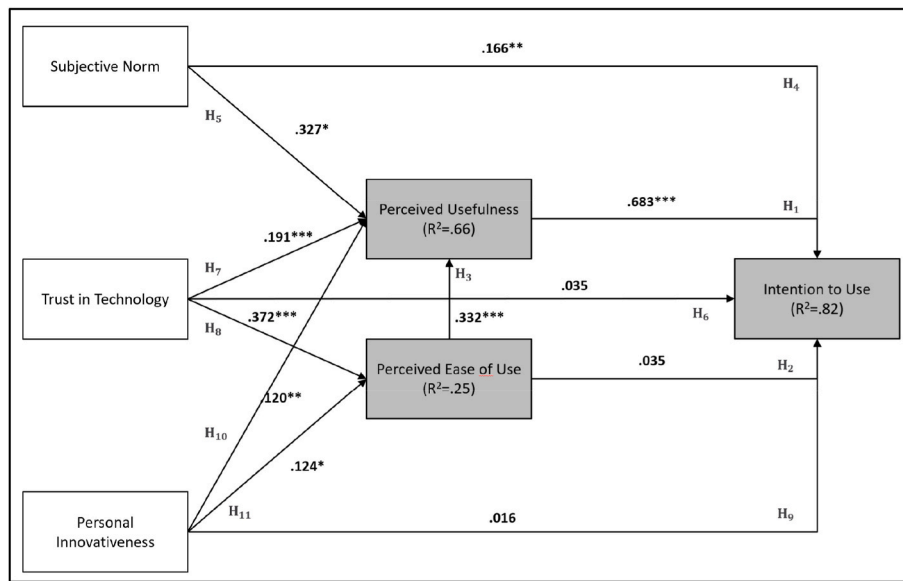 .166**
Subjective Norm
H4
H5
.327*
Perceived Usefulness
(R²=.66)
.683***
H1
.191***
H7
H3
Trust in Technology
.035
Intention to Use
(R²=.82)
H6
H8
.372***
.332***
Perceived Ease of Use
(R²=.25)
.035
H2
.120**
H10
.124*
H11
Personal
Innovativeness
.016
H9